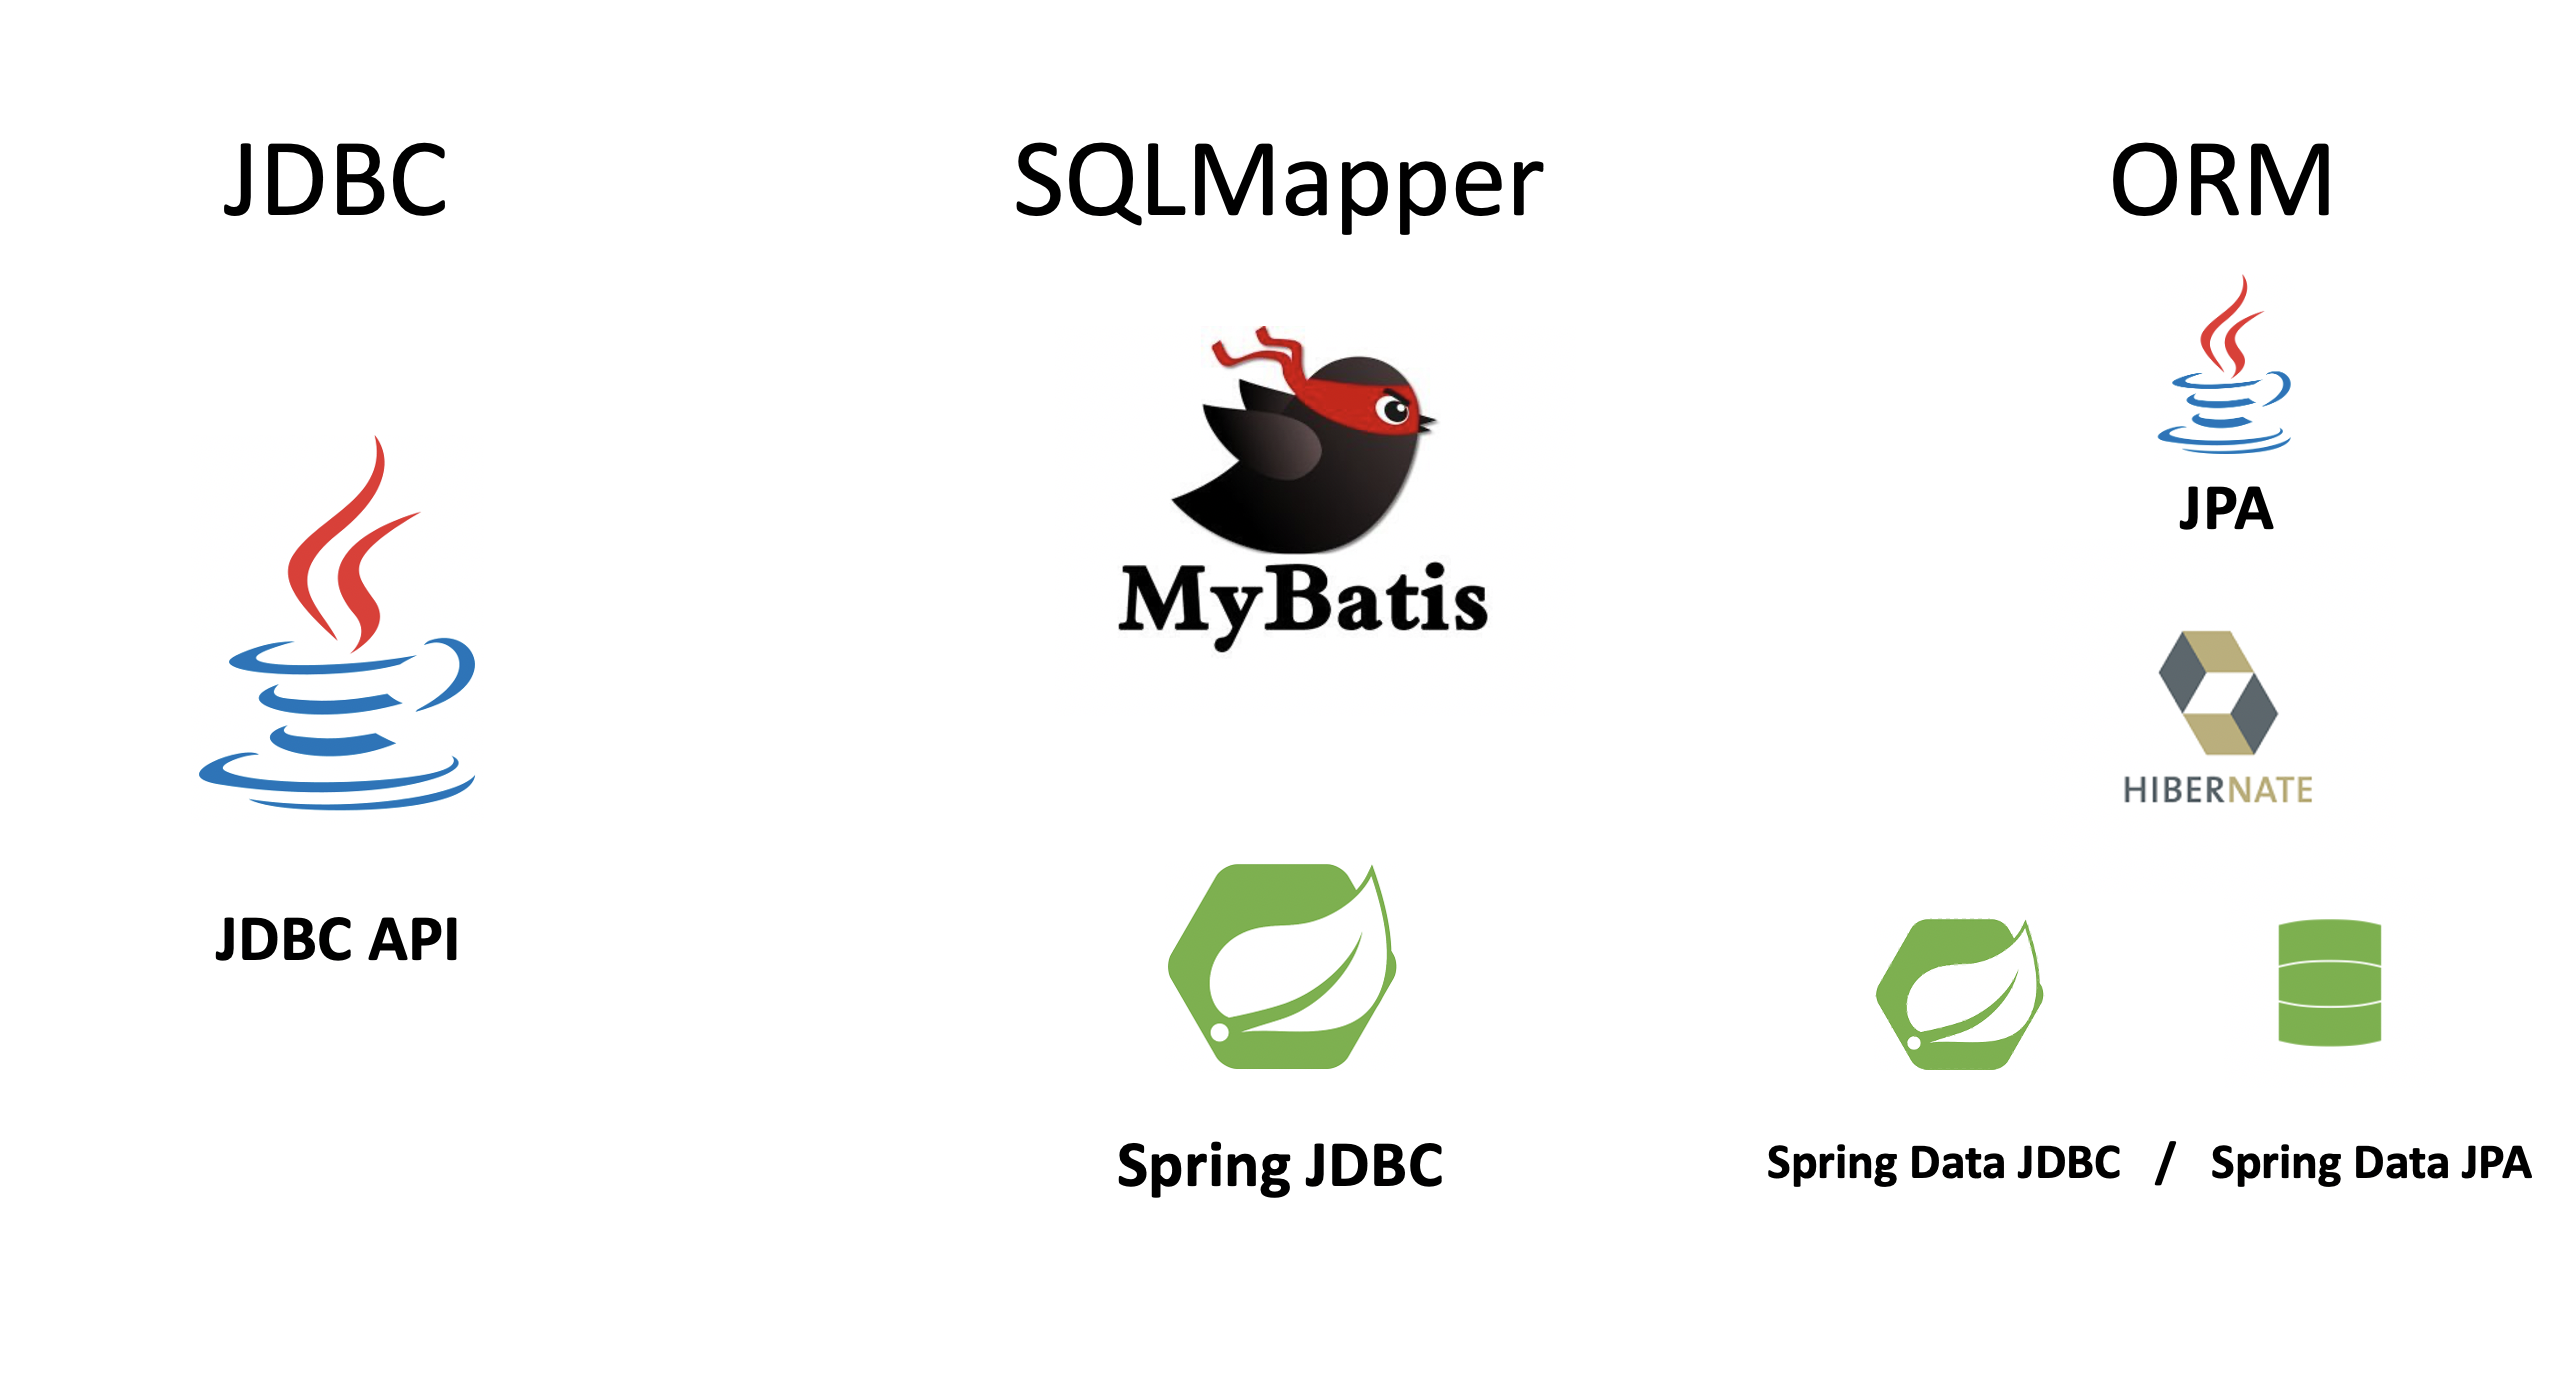 JDBC
SQLMapper
ORM
JPA
MyBatis
HIBERNATE
JDBC API
Spring JDBC
Spring Data JDBC / Spring Data JPA